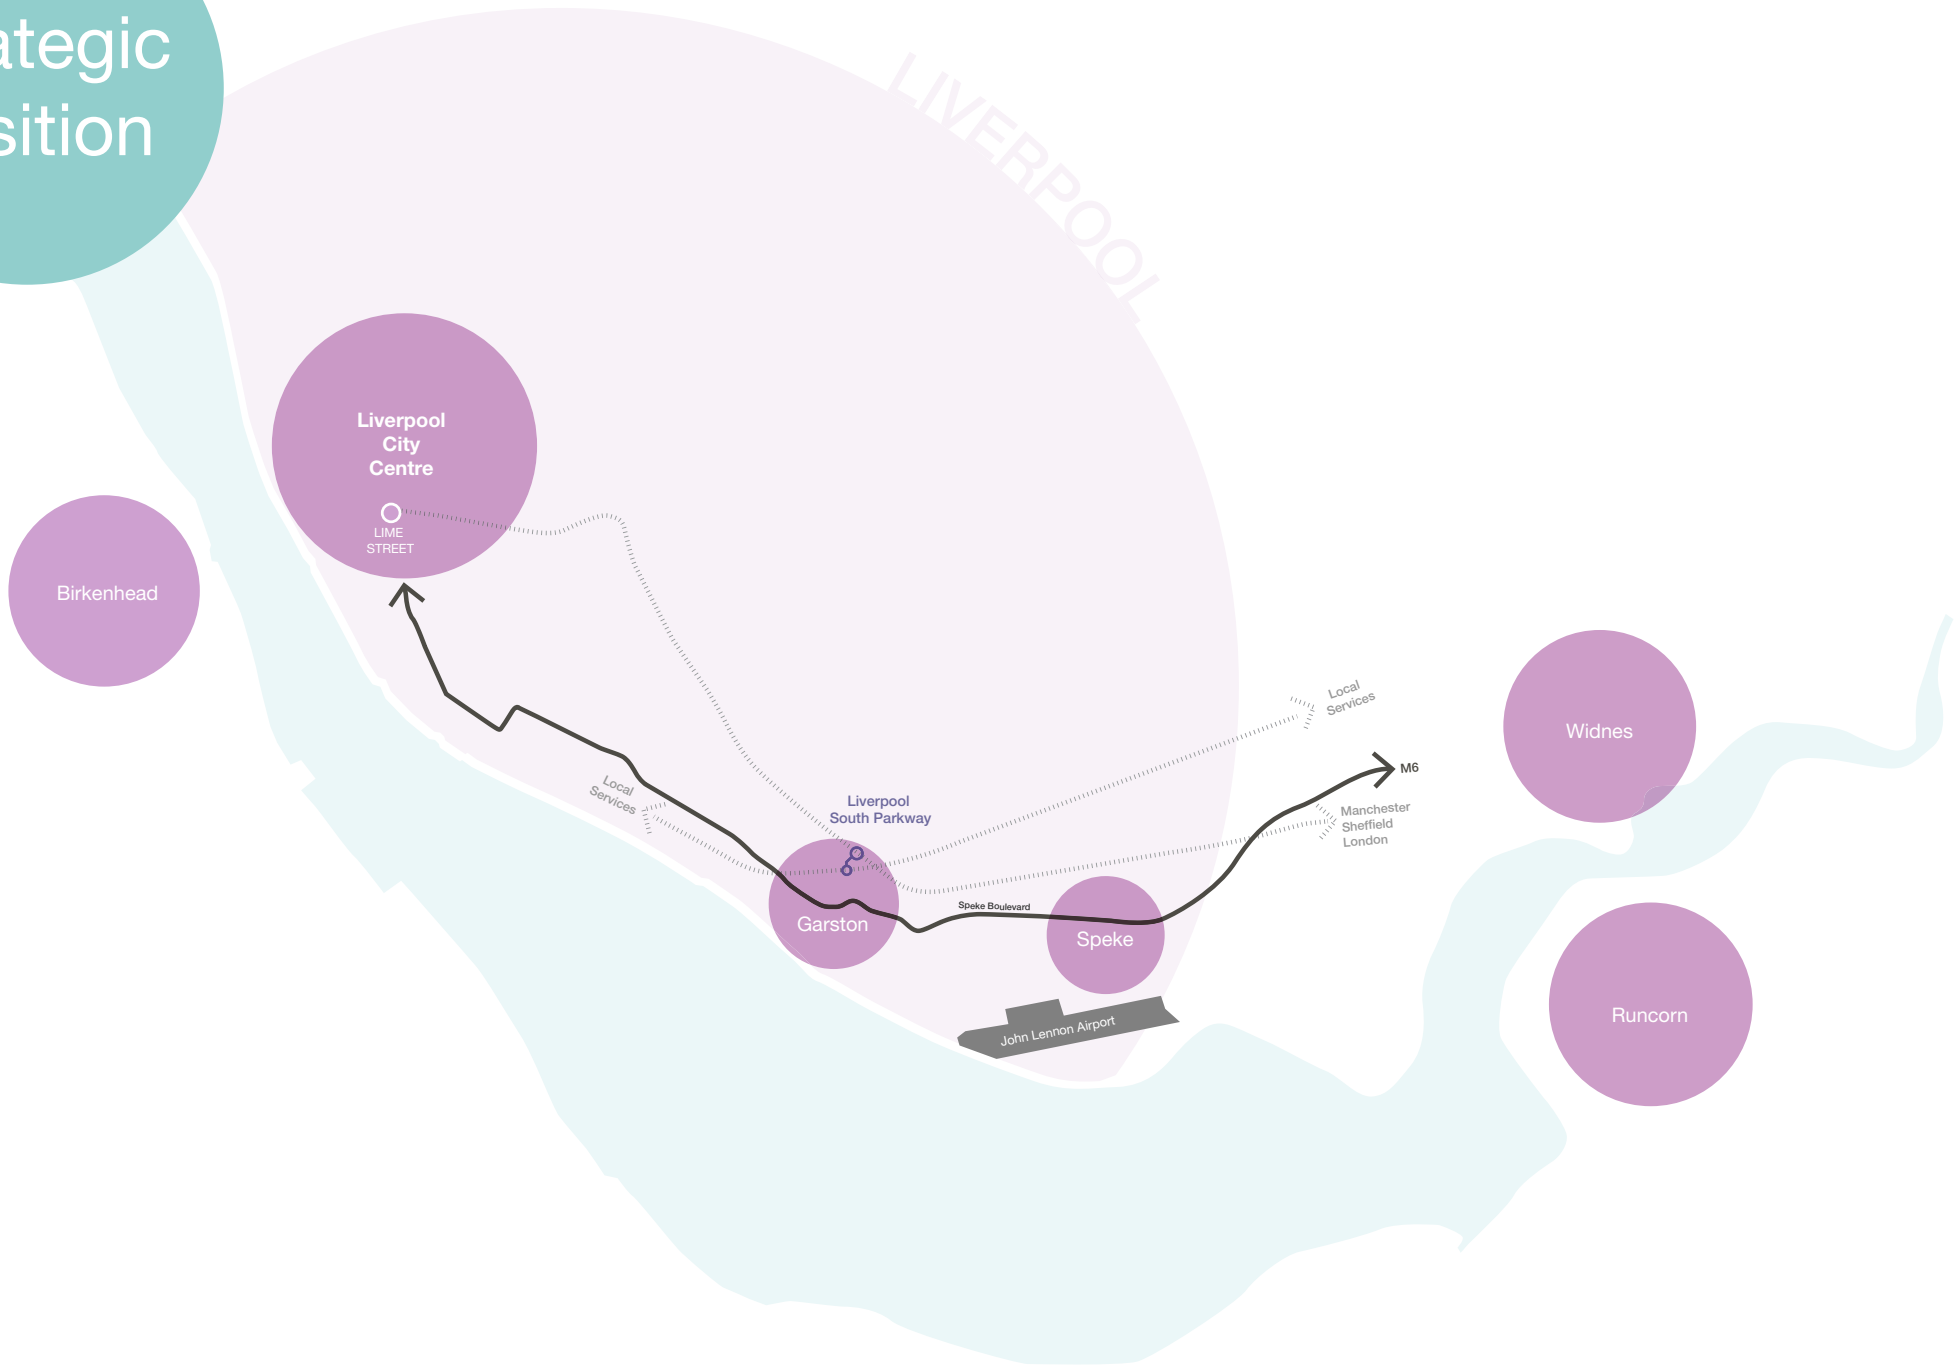 ategic
sition
LIVERPOOL
Liverpool
City
Centre
LIME
STREET
Birkenhead
Local
Services
Widnes
M6
Local
Services
Liverpool
South Parkway
Manchester
Sheffield
London
Speke Boulevard
Garston
Speke
Runcorn
John Lennon Airport